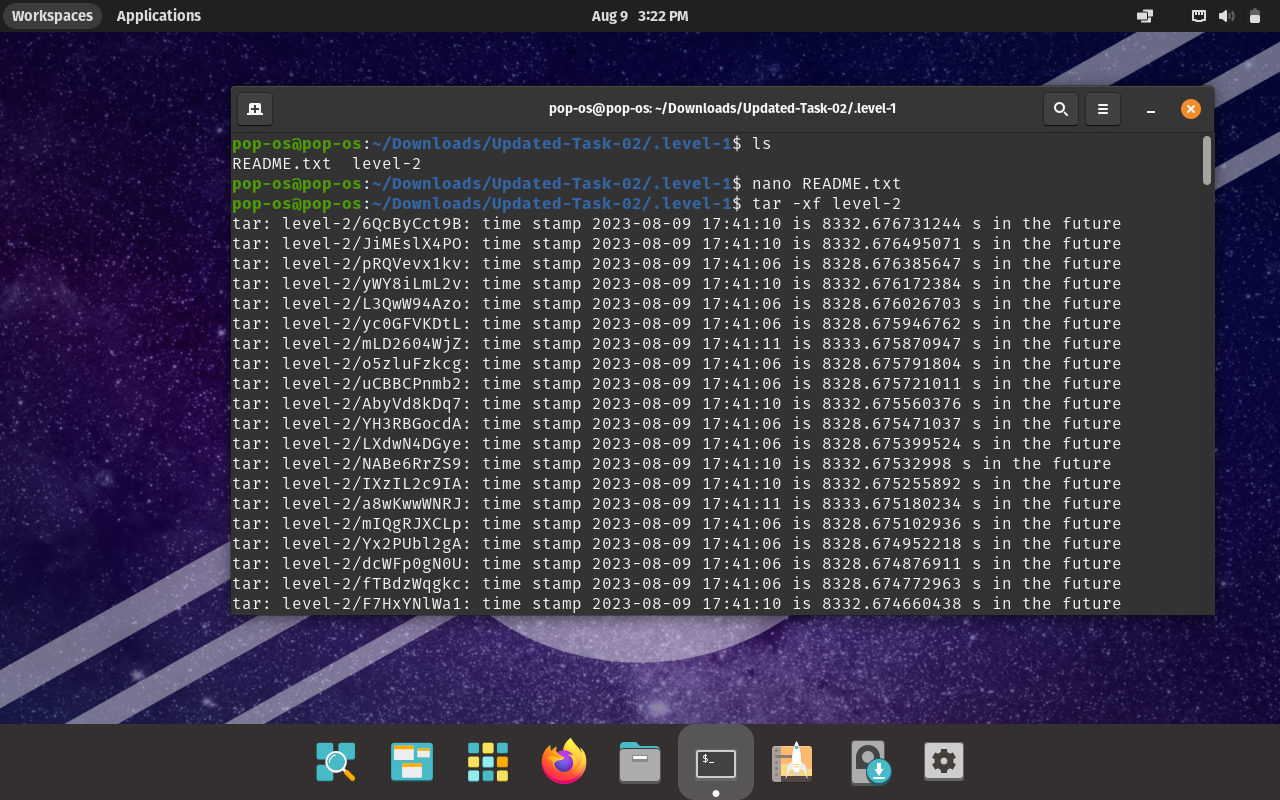 Workspaces Applications Aug 9 3:22 PM
pop-os@pop-os: ~/Downloads/Updated-Task-02/.level-1
pop-os@pop-os:~/Downloads/Updated-Task-02/.level-1$ ls
README.txt  level-2
pop-os@pop-os:~/Downloads/Updated-Task-02/.level-1$ nano README.txt
pop-os@pop-os:~/Downloads/Updated-Task-02/.level-1$ tar -xf level-2
tar: level-2/6QcByCct9B: time stamp 2023-08-09 17:41:10 is 8332.676731244 s in the future
tar: level-2/JiMEslX4PO: time stamp 2023-08-09 17:41:10 is 8332.676495071 s in the future
tar: level-2/pRQVevx1kv: time stamp 2023-08-09 17:41:06 is 8328.676385647 s in the future
tar: level-2/yWY8iLmL2v: time stamp 2023-08-09 17:41:10 is 8332.676172384 s in the future
tar: level-2/L3QwW94Azo: time stamp 2023-08-09 17:41:06 is 8328.676026703 s in the future
tar: level-2/yc0GFVKDtL: time stamp 2023-08-09 17:41:06 is 8328.675946762 s in the future
tar: level-2/mLD2604WjZ: time stamp 2023-08-09 17:41:11 is 8333.675870947 s in the future
tar: level-2/o5zluFzkcg: time stamp 2023-08-09 17:41:06 is 8328.675791804 s in the future
tar: level-2/uCBBCPnmb2: time stamp 2023-08-09 17:41:06 is 8328.675721011 s in the future
tar: level-2/AbyVd8kDq7: time stamp 2023-08-09 17:41:10 is 8332.675560376 s in the future
tar: level-2/YH3RBGocdA: time stamp 2023-08-09 17:41:06 is 8328.675471037 s in the future
tar: level-2/LXdwN4DGye: time stamp 2023-08-09 17:41:06 is 8328.675399524 s in the future
tar: level-2/NABe6RrZS9: time stamp 2023-08-09 17:41:10 is 8332.67532998 s in the future
tar: level-2/IXzIL2c9IA: time stamp 2023-08-09 17:41:10 is 8332.675255892 s in the future
tar: level-2/a8wKwwWNRJ: time stamp 2023-08-09 17:41:11 is 8333.675180234 s in the future
tar: level-2/mIQgRJXCLp: time stamp 2023-08-09 17:41:06 is 8328.675102936 s in the future
tar: level-2/Yx2PUbl2gA: time stamp 2023-08-09 17:41:06 is 8328.674952218 s in the future
tar: level-2/dcWFp0gN0U: time stamp 2023-08-09 17:41:06 is 8328.674876911 s in the future
tar: level-2/fTBdzWqgkc: time stamp 2023-08-09 17:41:06 is 8328.674772963 s in the future
tar: level-2/F7HxYNlWa1: time stamp 2023-08-09 17:41:10 is 8332.674660438 s in the future
$_